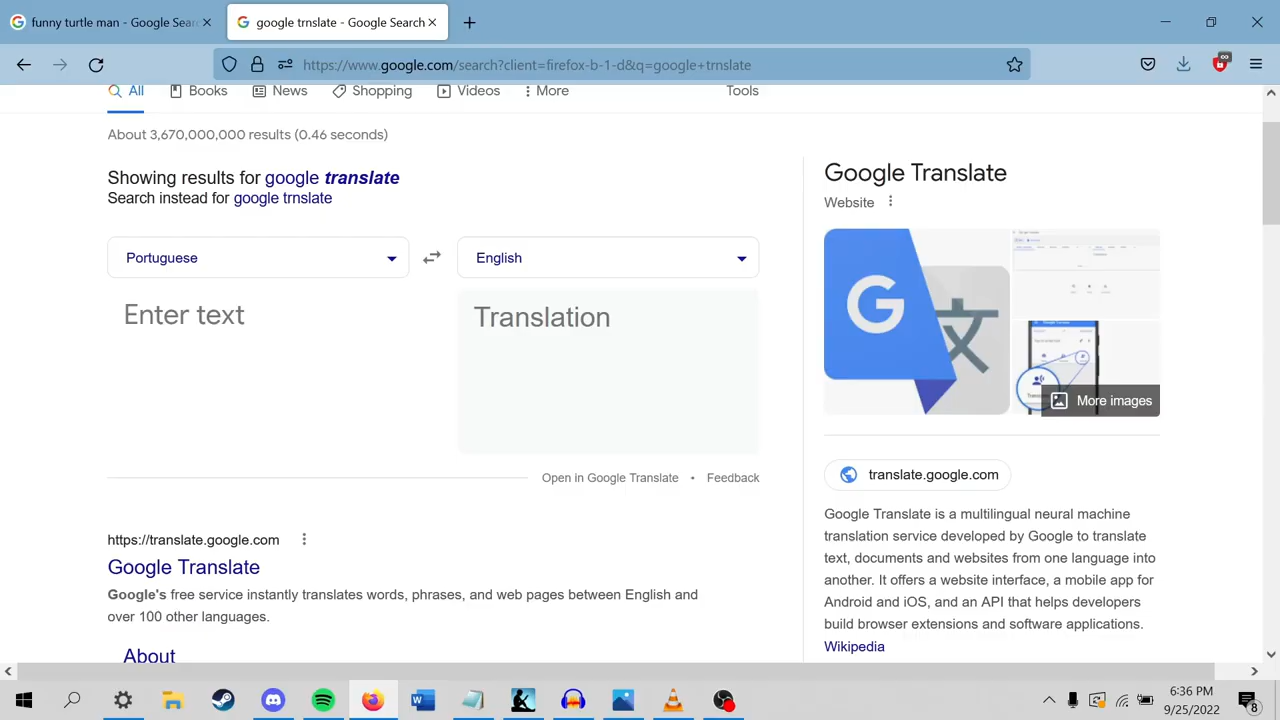 funny turtle man - Google Sear
google trnslate - Google Search
https://www.google.com/search?client=firefox-b-1-d&q=google+trnslate
All
Books
News
Shopping
Videos
More
Tools
About 3,670,000,000 results (0.46 seconds)
Showing results for google translate
Search instead for google trnslate
Portuguese
English
Enter text
Translation
Open in Google Translate • Feedback
https://translate.google.com
Google Translate
Google's free service instantly translates words, phrases, and web pages between English and
over 100 other languages.
About
Google Translate
Website
G 文
More images
translate.google.com
Google Translate is a multilingual neural machine
translation service developed by Google to translate
text, documents and websites from one language into
another. It offers a website interface, a mobile app for
Android and iOS, and an API that helps developers
build browser extensions and software applications.
Wikipedia
W
6:36 PM
9/25/2022
8